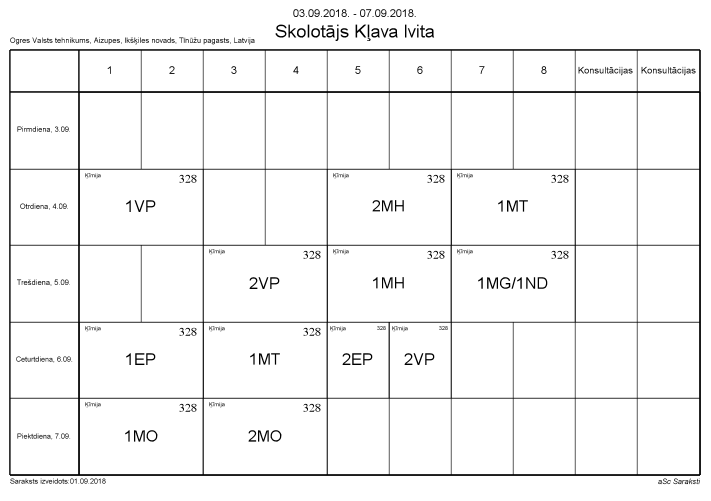 03.09.2018. - 07.09.2018.
Skolotājs Kļava Ivita
Ogres Valsts tehnikums, Aizupes, Ikšķiles novads, Tīnūžu pagasts, Latvija
1 2 3 4 5 6 7 8 Konsultācijas Konsultācijas
Pirmdiena, 3.09.
Ķīmija 328 Ķīmija 328 Ķīmija 328
Otrdiena, 4.09. 1VP 2MH 1MT
Ķīmija 328 Ķīmija 328 Ķīmija 328
Trešdiena, 5.09. 2VP 1MH 1MG/1ND
Ķīmija 328 Ķīmija 328 Ķīmija 328 Ķīmija 328
Ceturtdiena, 6.09. 1EP 1MT 2EP 2VP
Ķīmija 328 Ķīmija 328
Piektdiena, 7.09. 1MO 2MO
Saraksts izveidots:01.09.2018 aSc Saraksti